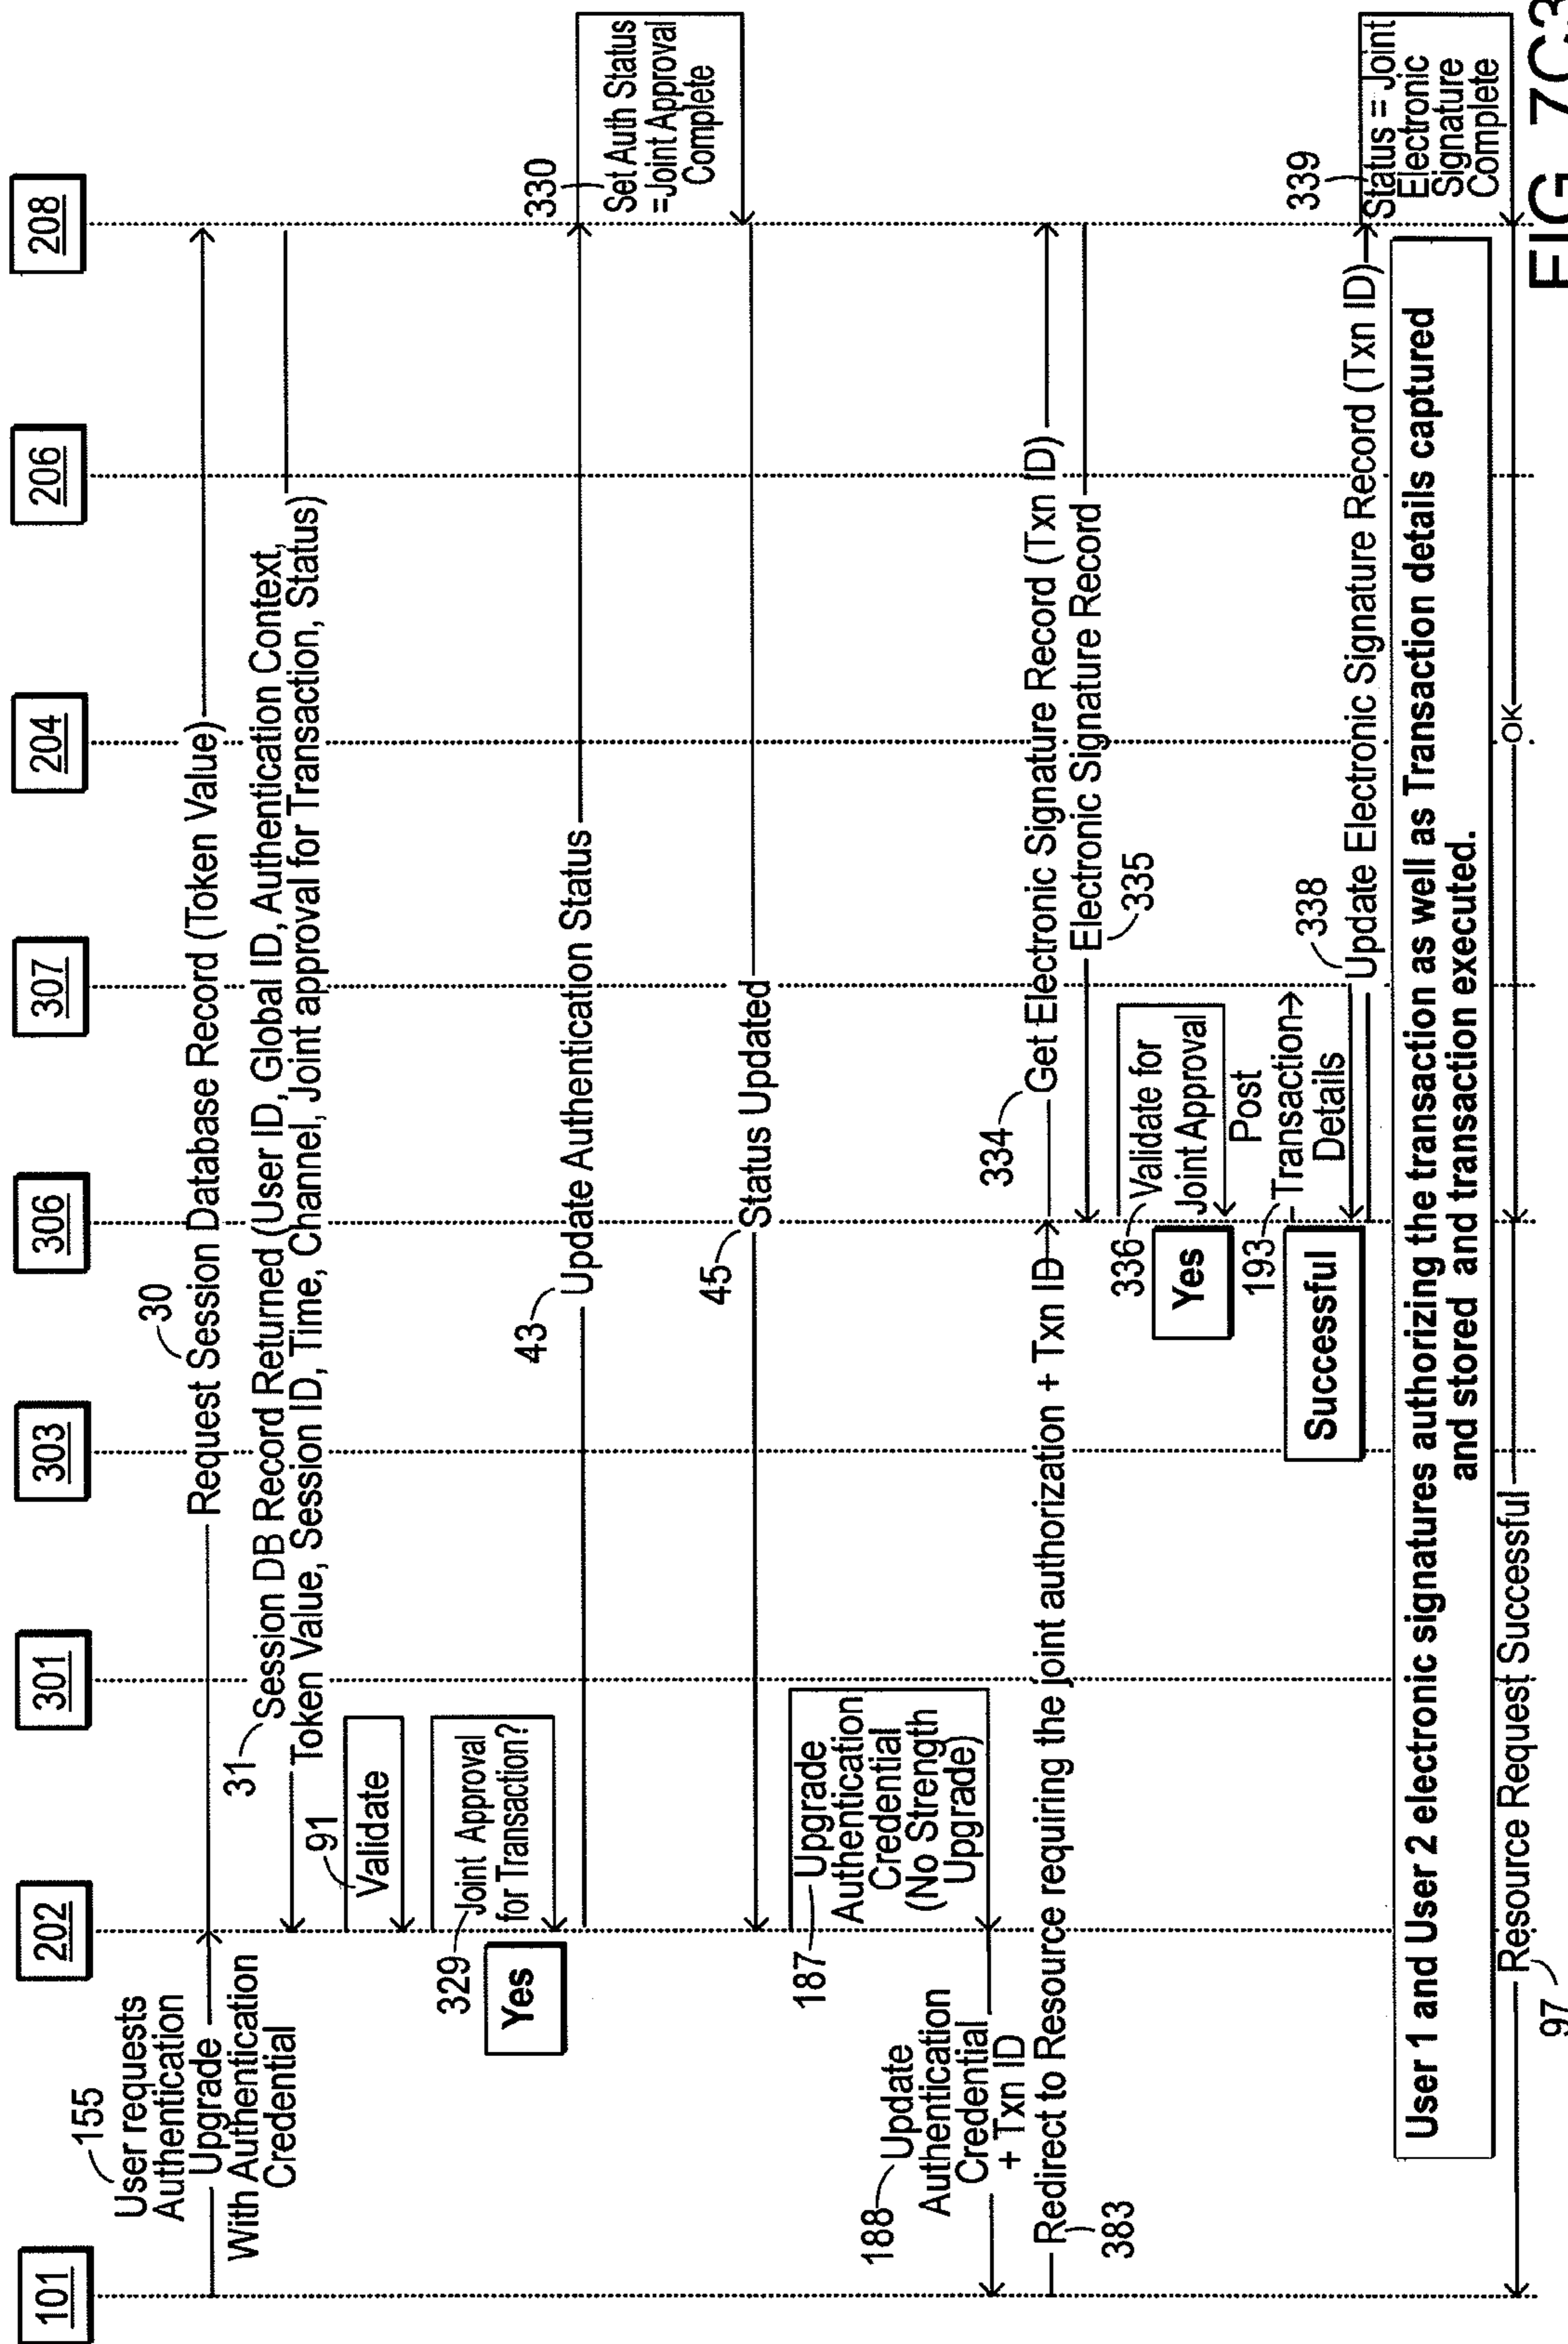 101
202
301
303
306
307
204
206
208
155
User requests
Authentication
Upgrade
With Authentication
Credential
30
Request Session Database Record (Token Value)
31
Session DB Record Returned (User ID, Global ID, Authentication Context,
Token Value, Session ID, Time, Channel, Joint approval for Transaction, Status)
91
Validate
329
Joint Approval
for Transaction?
Yes
43
Update Authentication Status
330
Set Auth Status
=Joint Approval
Complete
45
Status Updated
187
Upgrade
Authentication
Credential
(No Strength
Upgrade)
188
Update
Authentication
Credential
+ Txn ID
Redirect to Resource requiring the joint authorization + Txn ID
383
334
Get Electronic Signature Record (Txn ID)
Electronic Signature Record
335
336
Validate for
Joint Approval
Yes
Post
193
Transaction
Details
Successful
338
Update Electronic Signature Record (Txn ID)
339
Status = Joint
Electronic
Signature
Complete
User 1 and User 2 electronic signatures authorizing the transaction as well as Transaction details captured
and stored and transaction executed.
OK
Resource Request Successful
97
FIG. 7C3